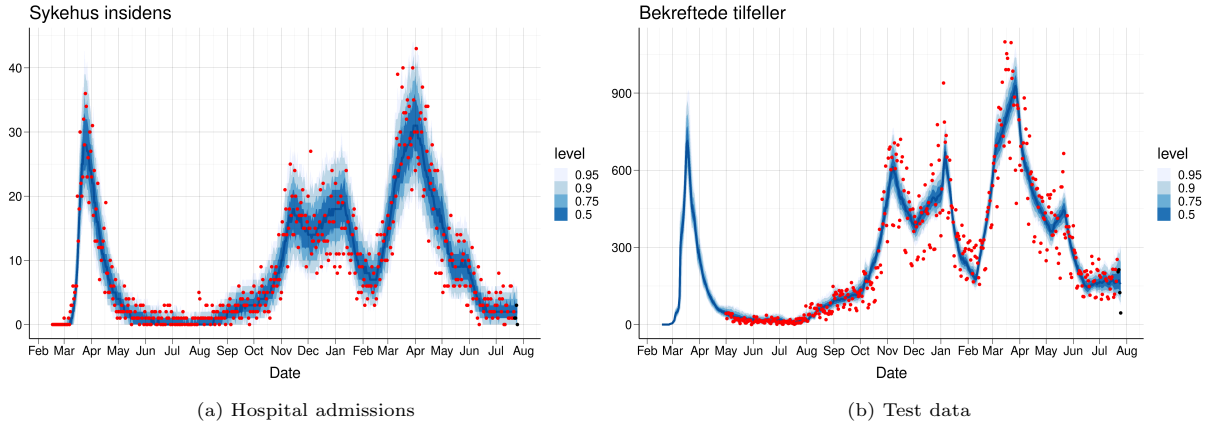 Sykehus insidens
40
30
20
10
0
Feb Mar Apr May Jun Jul Aug Sep Oct Nov Dec Jan Feb Mar Apr May Jun Jul Aug
Date
level
0.95
0.9
0.75
0.5
(a) Hospital admissions
Bekreftede tilfeller
900
600
300
0
Feb Mar Apr May Jun Jul Aug Sep Oct Nov Dec Jan Feb Mar Apr May Jun Jul Aug
Date
level
0.95
0.9
0.75
0.5
(b) Test data